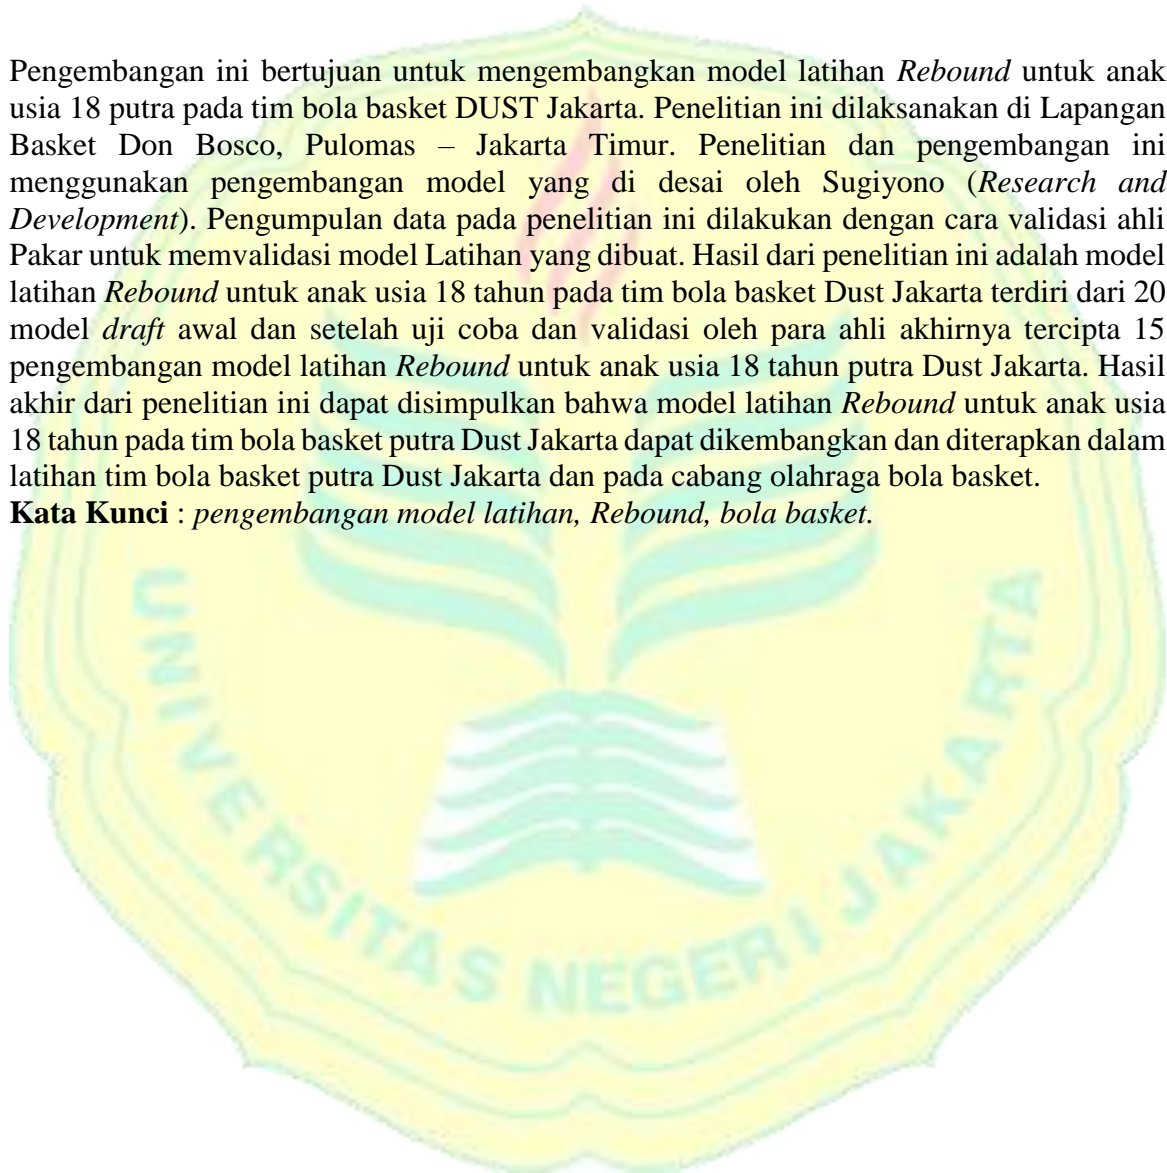 Pengembangan ini bertujuan untuk mengembangkan model latihan Rebound untuk anak
usia 18 putra pada tim bola basket DUST Jakarta. Penelitian ini dilaksanakan di Lapangan
Basket Don Bosco, Pulomas – Jakarta Timur. Penelitian dan pengembangan ini
menggunakan pengembangan model yang di desai oleh Sugiyono (Research and
Development). Pengumpulan data pada penelitian ini dilakukan dengan cara validasi ahli
Pakar untuk memvalidasi model Latihan yang dibuat. Hasil dari penelitian ini adalah model
latihan Rebound untuk anak usia 18 tahun pada tim bola basket Dust Jakarta terdiri dari 20
model draft awal dan setelah uji coba dan validasi oleh para ahli akhirnya tercipta 15
pengembangan model latihan Rebound untuk anak usia 18 tahun putra Dust Jakarta. Hasil
akhir dari penelitian ini dapat disimpulkan bahwa model latihan Rebound untuk anak usia
18 tahun pada tim bola basket putra Dust Jakarta dapat dikembangkan dan diterapkan dalam
latihan tim bola basket putra Dust Jakarta dan pada cabang olahraga bola basket.
Kata Kunci : pengembangan model latihan, Rebound, bola basket.
UNIVERSITAS NEGERI JAKARTA